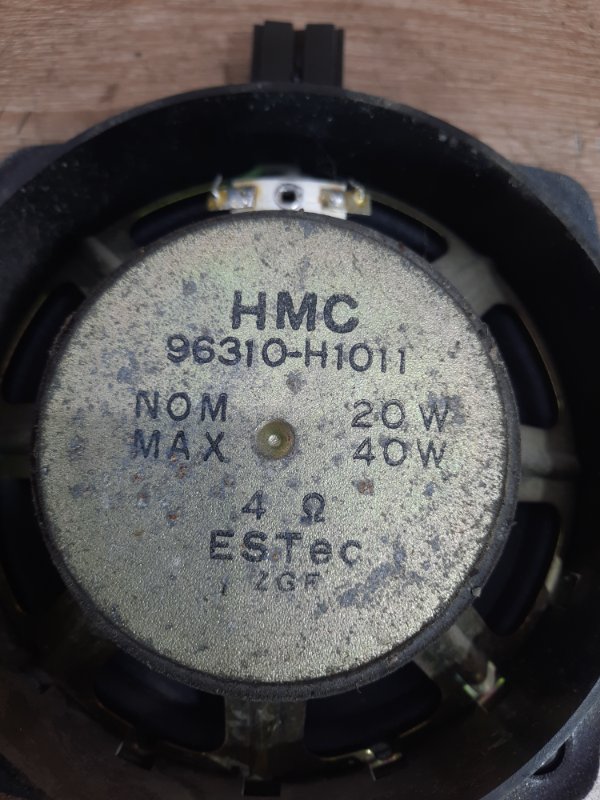 HMC
96310-H1011
NOM 20W
MAX 40W
4 Ω
ESTec
ZGF